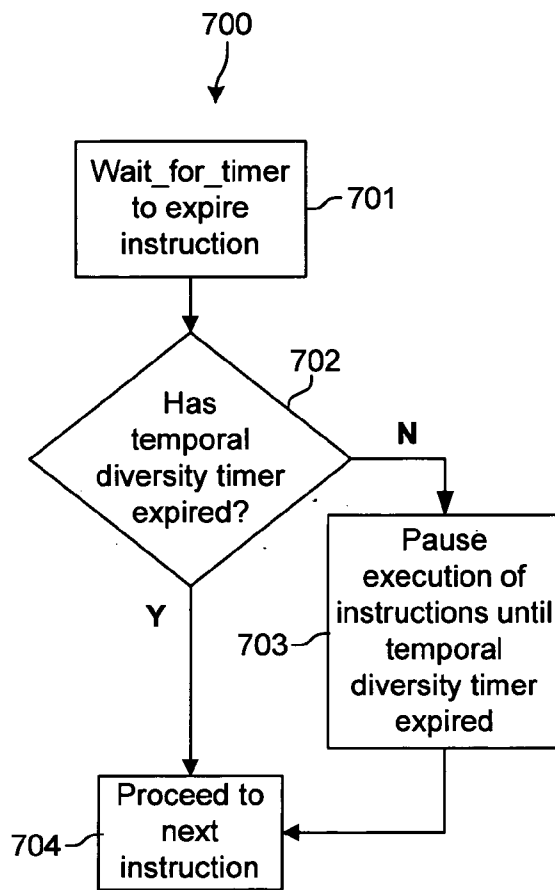 700
Wait_for_timer
to expire
instruction
701
702
Has
temporal
diversity timer
expired?
N
Y
Pause
execution of
instructions until
temporal
diversity timer
expired
703
Proceed to
next
instruction
704